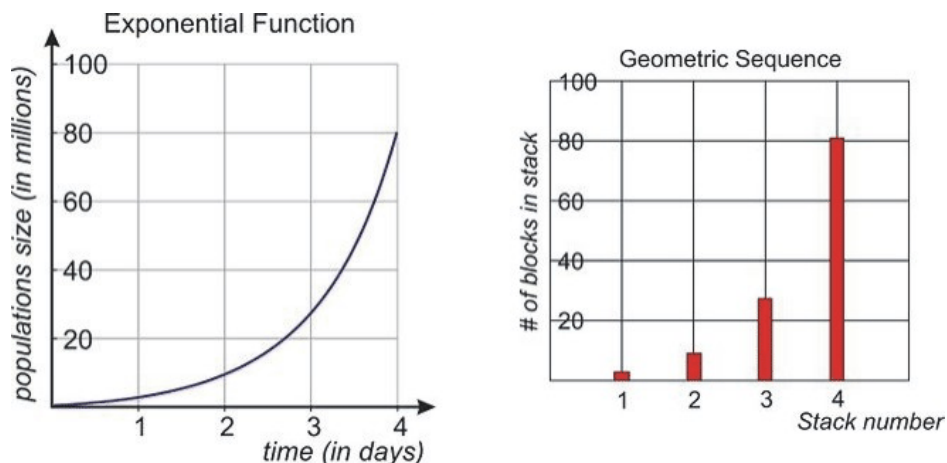 Exponential Function
populations size (in millions)
100
80
60
40
20
1 2 3 4
time (in days)
Geometric Sequence
# of blocks in stack
100
80
60
40
20
1 2 3 4
Stack number